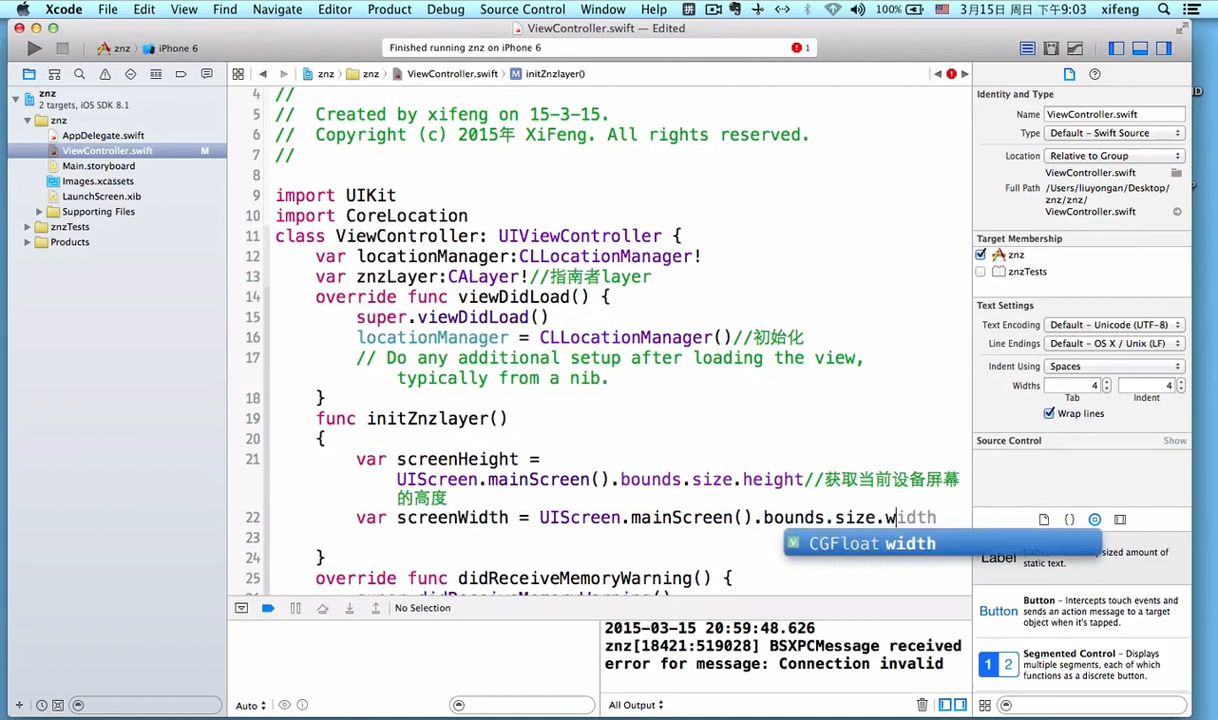 Xcode File Edit View Find Navigate Editor Product Debug Source Control Window Help 100% 3月15日 周日 下午9:03 xifeng
ViewController.swift — Edited
znz iPhone 6
Finished running znz on iPhone 6
1
znz znz ViewController.swift M initZnzlayer()
znz
2 targets, iOS SDK 8.1
znz
AppDelegate.swift
ViewController.swift M
Main.storyboard
Images.xcassets
LaunchScreen.xib
Supporting Files
znzTests
Products
4 //
5 // Created by xifeng on 15-3-15.
6 // Copyright (c) 2015年 XiFeng. All rights reserved.
7 //
8
9 import UIKit
10 import CoreLocation
11 class ViewController: UIViewController {
12 var locationManager:CLLocationManager!
13 var znzLayer:CALayer!//指南者layer
14 override func viewDidLoad() {
15 super.viewDidLoad()
16 locationManager = CLLocationManager()//初始化
17 // Do any additional setup after loading the view,
typically from a nib.
18 }
19 func initZnzlayer()
20 {
21 var screenHeight =
UIScreen.mainScreen().bounds.size.height//获取当前设备屏幕
的高度
22 var screenWidth = UIScreen.mainScreen().bounds.size.width
V CGFloat width
23
24 }
25 override func didReceiveMemoryWarning() {
Identity and Type
Name ViewController.swift
Type Default - Swift Source
Location Relative to Group
ViewController.swift
Full Path /Users/liuyongan/Desktop/
znz/znz/
ViewController.swift
Target Membership
znz
znzTests
Text Settings
Text Encoding Default - Unicode (UTF-8)
Line Endings Default - OS X / Unix (LF)
Indent Using Spaces
Widths 4 4
Tab Indent
Wrap lines
Source Control Show
Label
sized amount of
static text.
Button Button - Intercepts touch events and
sends an action message to a target
object when it's tapped.
1 2 Segmented Control - Displays
multiple segments, each of which
functions as a discrete button.
No Selection
2015-03-15 20:59:48.626
znz[18421:519028] BSXPCMessage received
error for message: Connection invalid
Auto
All Output